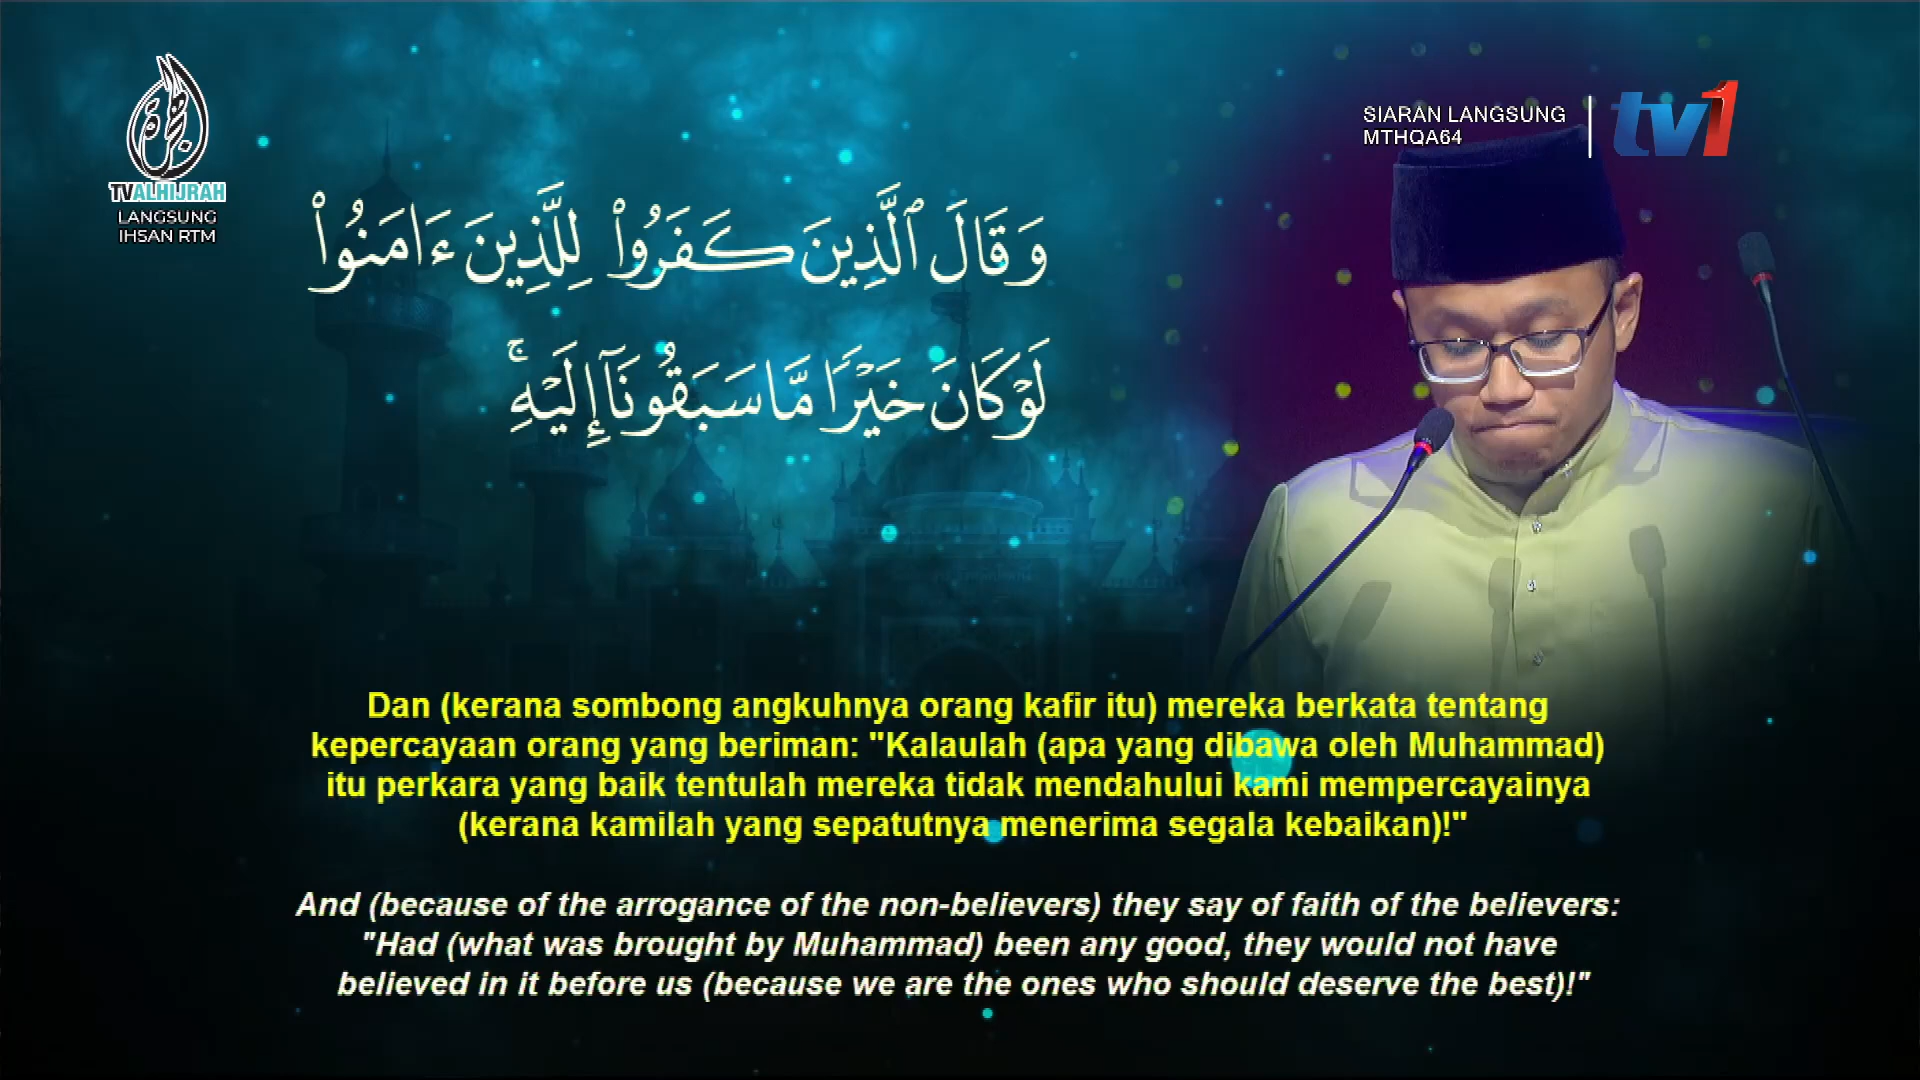 TVALHIJRAH
LANGSUNG
IHSAN RTM
SIARAN LANGSUNG
MTHQA64
tv1
وَقَالَ ٱلَّذِينَ كَفَرُواْ لِلَّذِينَ ءَامَنُواْ
لَوْ كَانَ خَيْرًا مَّا سَبَقُونَآ إِلَيْهِۚ
Dan (kerana sombong angkuhnya orang kafir itu) mereka berkata tentang
kepercayaan orang yang beriman: "Kalaulah (apa yang dibawa oleh Muhammad)
itu perkara yang baik tentulah mereka tidak mendahului kami mempercayainya
(kerana kamilah yang sepatutnya menerima segala kebaikan)!"
And (because of the arrogance of the non-believers) they say of faith of the believers:
"Had (what was brought by Muhammad) been any good, they would not have
believed in it before us (because we are the ones who should deserve the best)!"